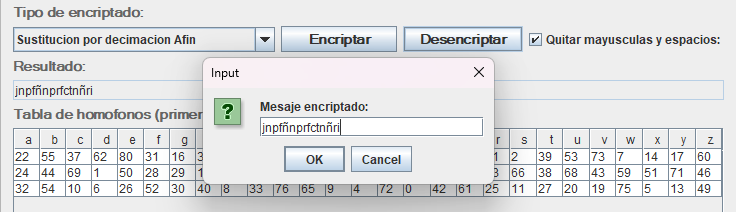 Tipo de encriptado:
Sustitucion por decimacion Afin Encriptar Desencriptar Quitar mayusculas y espacios:
Resultado:
jnpfñnprfctnñri
Input
Mesaje encriptado:
jnpfñnprfctnñri
OK Cancel
Tabla de homofonos (primer
a b c d e f g r s t u v w x y z
22 55 37 62 80 31 16 2 39 53 73 7 14 17 60
24 44 69 1 50 28 29 66 38 68 43 59 51 71 46
32 54 10 6 26 52 30 40 8 33 76 65 9 4 72 0 42 61 25 11 27 20 19 75 5 13 49